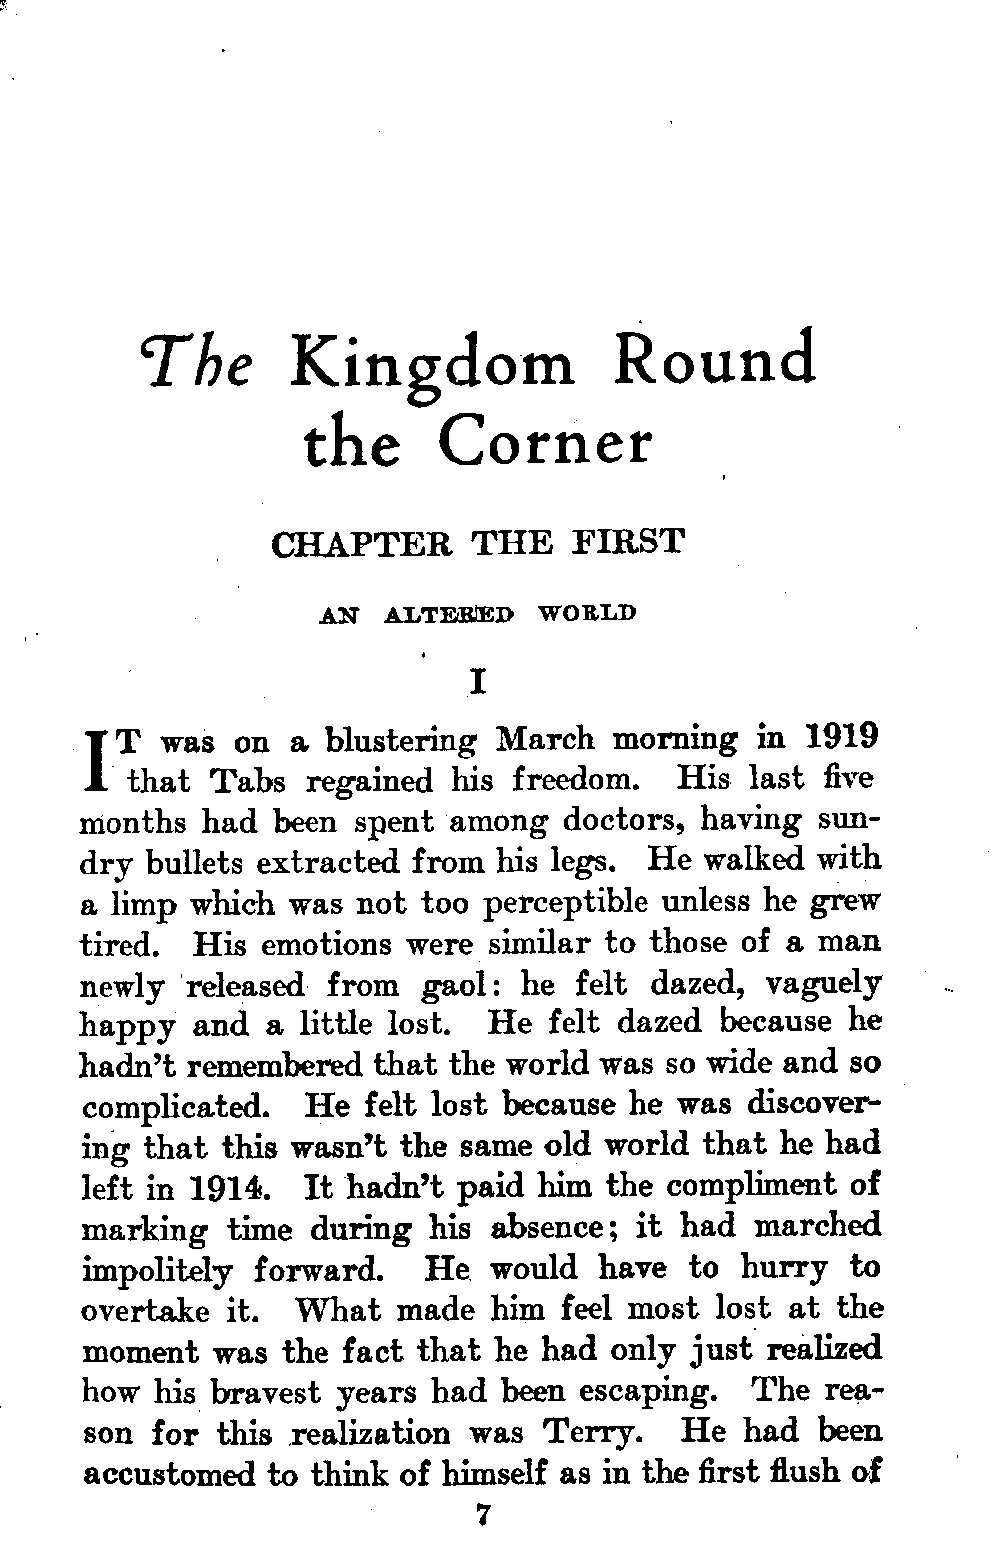 The Kingdom Round
the Corner
CHAPTER THE FIRST
AN ALTERED WORLD
I
IT was on a blustering March morning in 1919
that Tabs regained his freedom. His last five
months had been spent among doctors, having sun-
dry bullets extracted from his legs. He walked with
a limp which was not too perceptible unless he grew
tired. His emotions were similar to those of a man
newly released from gaol: he felt dazed, vaguely
happy and a little lost. He felt dazed because he
hadn't remembered that the world was so wide and so
complicated. He felt lost because he was discover-
ing that this wasn't the same old world that he had
left in 1914. It hadn't paid him the compliment of
marking time during his absence; it had marched
impolitely forward. He would have to hurry to
overtake it. What made him feel most lost at the
moment was the fact that he had only just realized
how his bravest years had been escaping. The rea-
son for this realization was Terry. He had been
accustomed to think of himself as in the first flush of
7